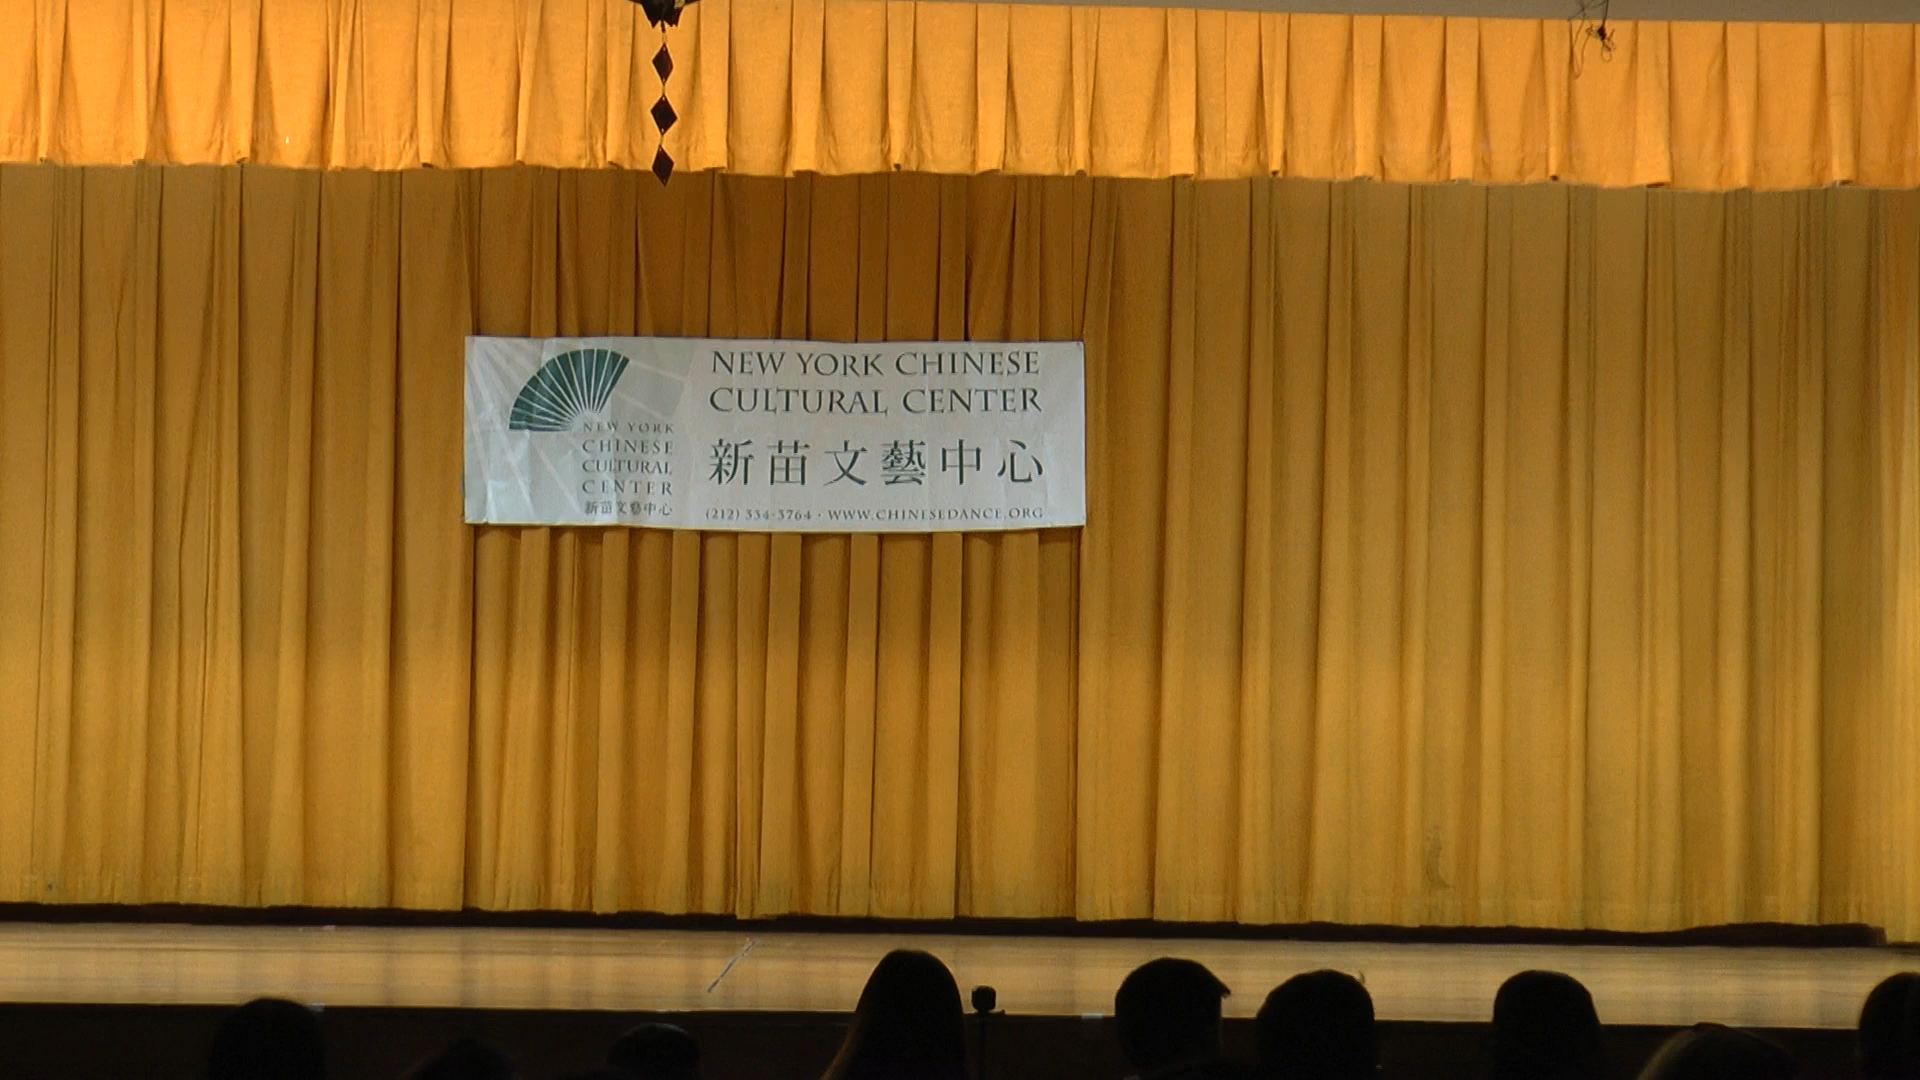 NEW YORK
CHINESE
CULTURAL
CENTER
新苗文藝中心
NEW YORK CHINESE
CULTURAL CENTER
新苗文藝中心
(212) 334-3764 · WWW.CHINESEDANCE.ORG